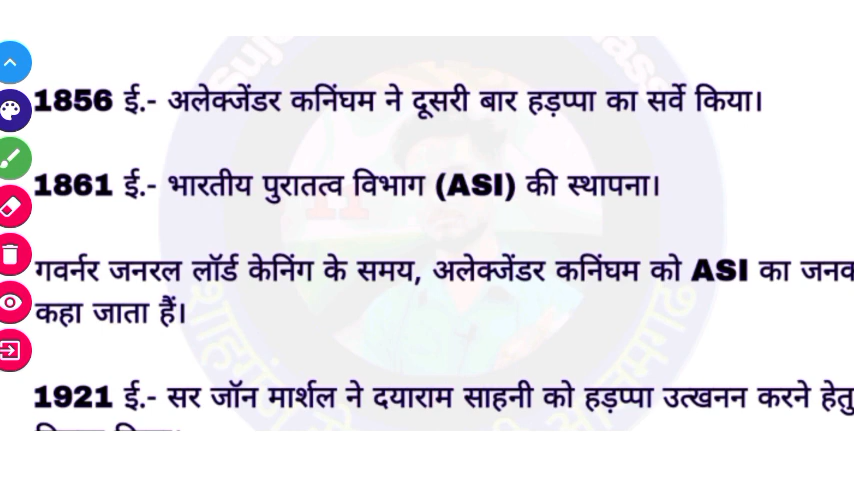 1856 ई.- अलेक्जेंडर कनिंघम ने दूसरी बार हड़प्पा का सर्वे किया।
1861 ई.- भारतीय पुरातत्व विभाग (ASI) की स्थापना।
गवर्नर जनरल लॉर्ड केनिंग के समय, अलेक्जेंडर कनिंघम को ASI का
कहा जाता हैं।
1921 ई.- सर जॉन मार्शल ने दयाराम साहनी को हड़प्पा उत्खनन करने हेतु